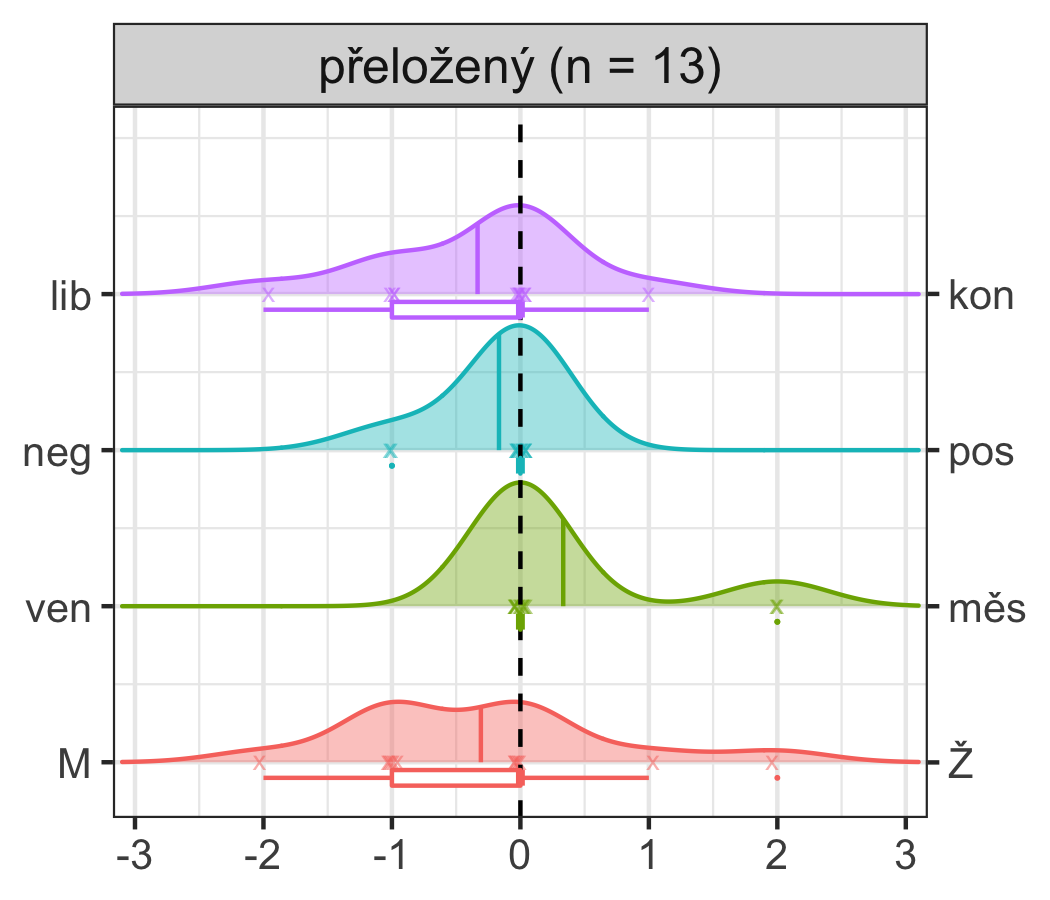 přeložený (n = 13)
lib kon
neg pos
ven měs
M Ž
-3 -2 -1 0 1 2 3